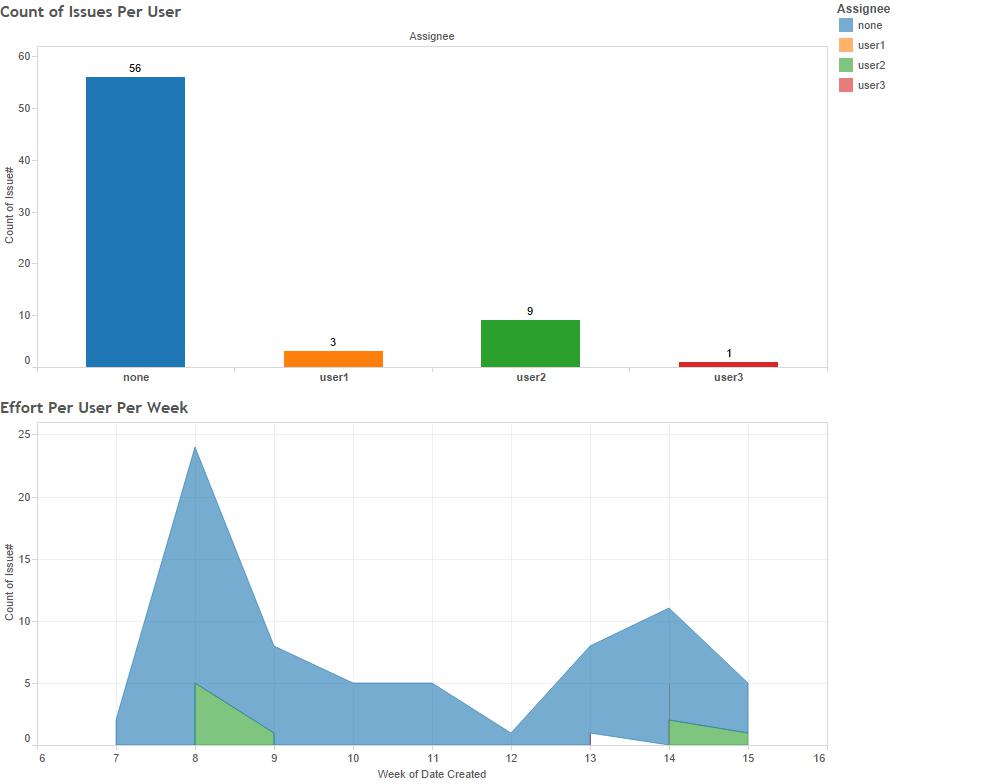 Count of Issues Per User
Assignee
Count of Issue#
60
50
40
30
20
10
0
56
3
9
1
none user1 user2 user3
Assignee
none
user1
user2
user3
Effort Per User Per Week
Count of Issue#
25
20
15
10
5
0
6 7 8 9 10 11 12 13 14 15 16
Week of Date Created